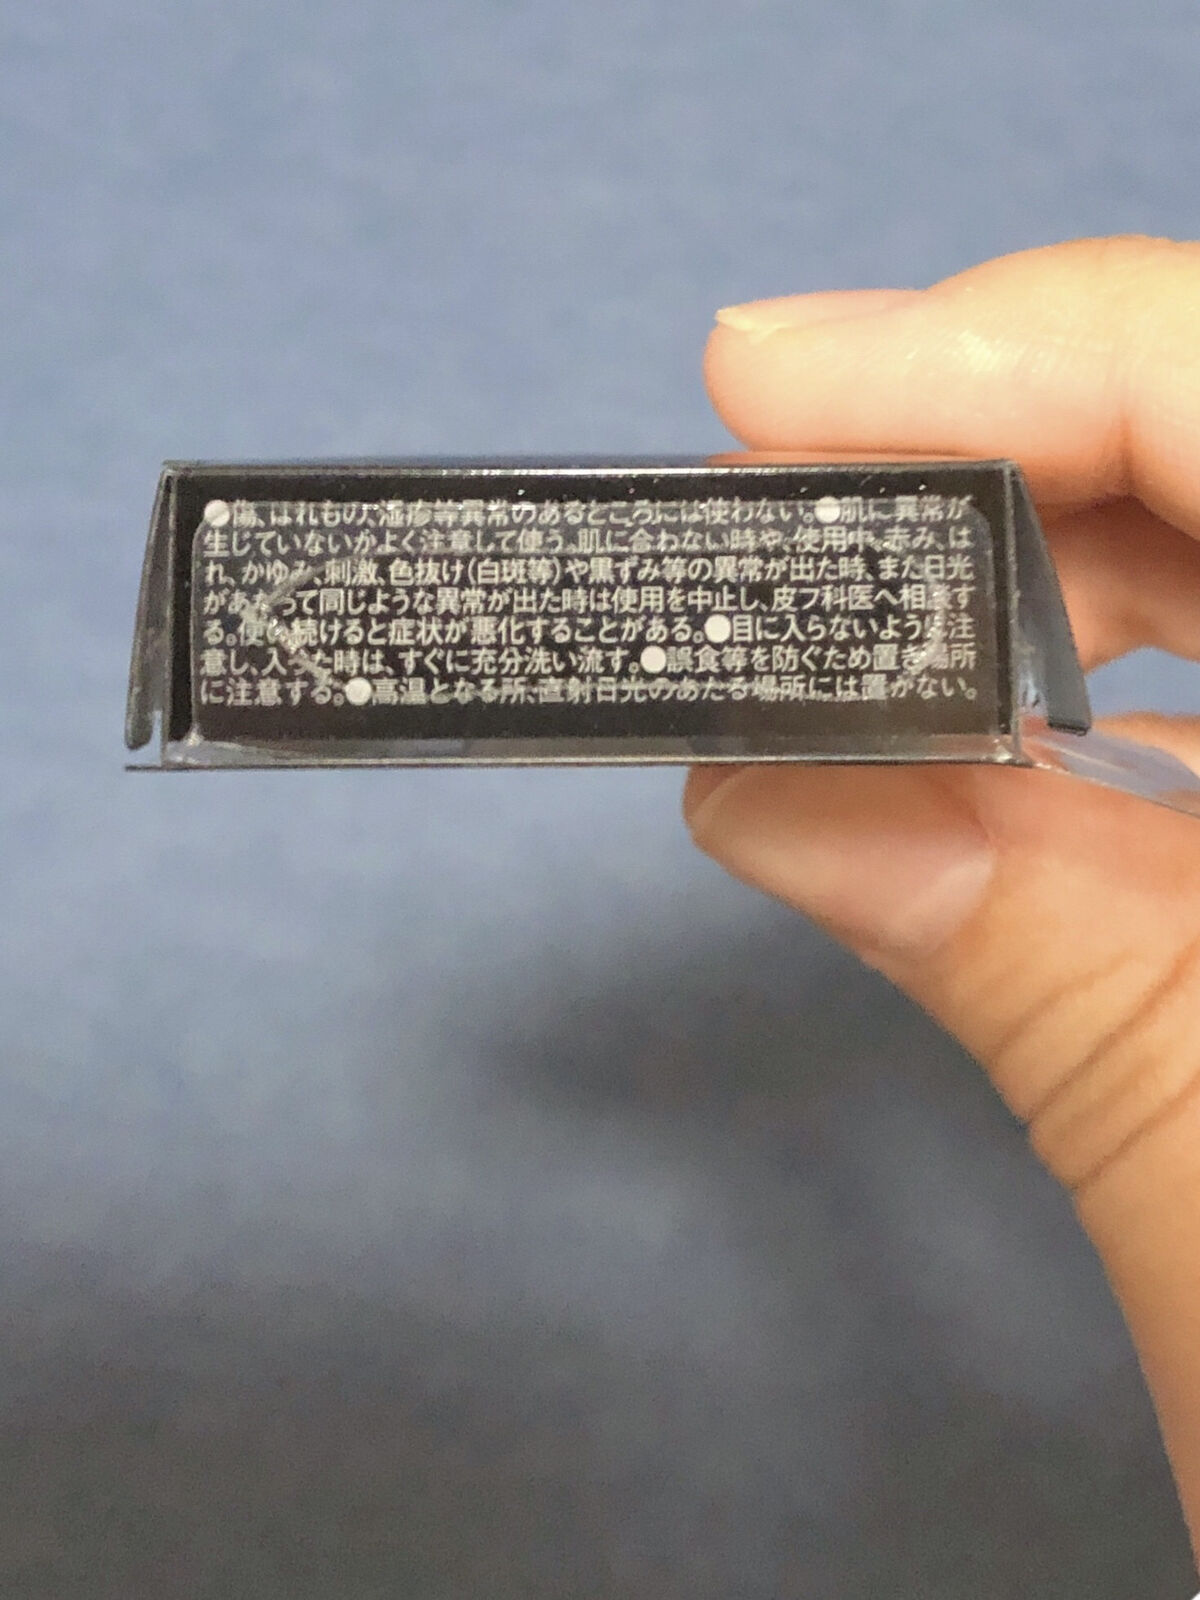 ●傷、はれもの、湿疹等異常のあるところには使わない。●肌に異常が
生じていないかよく注意して使う。肌に合わない時や、使用中、赤み、は
れ、かゆみ、刺激、色抜け(白斑等)や黒ずみ等の異常が出た時、また日光
があたって同じような異常が出た時は使用を中止し、皮フ科医へ相談す
る。使い続けると症状が悪化することがある。●目に入らないように注
意し、入った時は、すぐに充分洗い流す。●誤食等を防ぐため置き場所
に注意する。●高温となる所、直射日光のあたる場所には置かない。